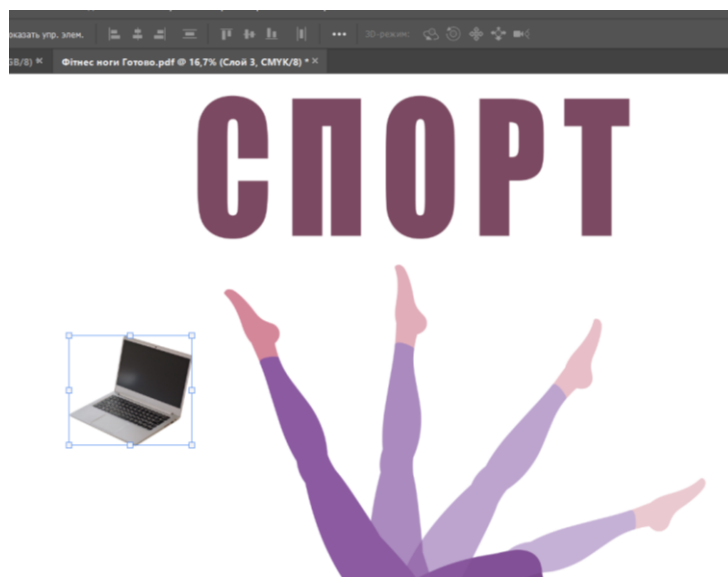 оказать упр. элем.
3D-режим:
GB/8) × Фітнес ноги Готово.pdf @ 16,7% (Слой 3, CMYK/8) * ×
СПОРТ